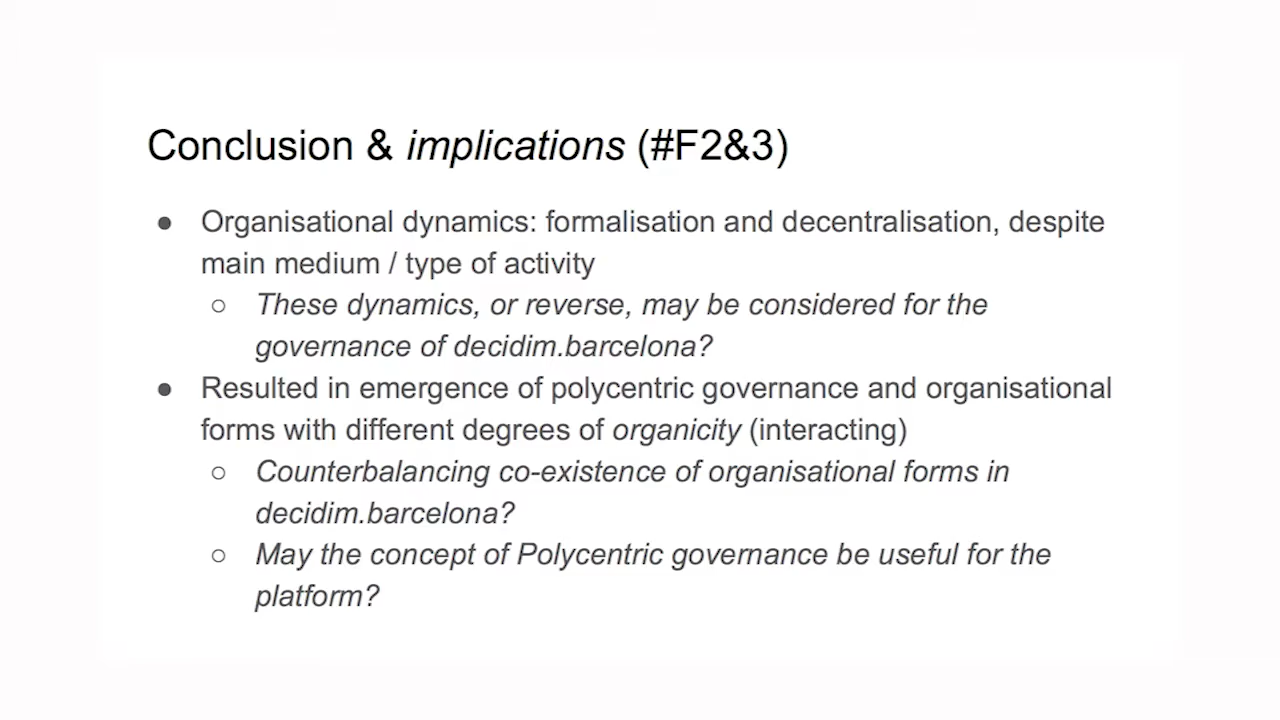 Conclusion & implications (#F2&3)
● Organisational dynamics: formalisation and decentralisation, despite
main medium / type of activity
○ These dynamics, or reverse, may be considered for the
governance of decidim.barcelona?
● Resulted in emergence of polycentric governance and organisational
forms with different degrees of organicity (interacting)
○ Counterbalancing co-existence of organisational forms in
decidim.barcelona?
○ May the concept of Polycentric governance be useful for the
platform?